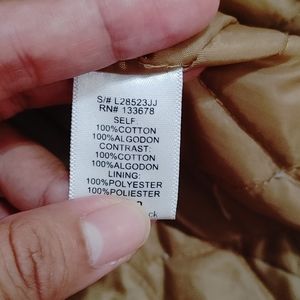 S/# L28523JJ
RN# 133678
SELF:
100%COTTON
100%ALGODON
CONTRAST:
100%COTTON
100%ALGODON
LINING:
100%POLYESTER
100%POLIESTER